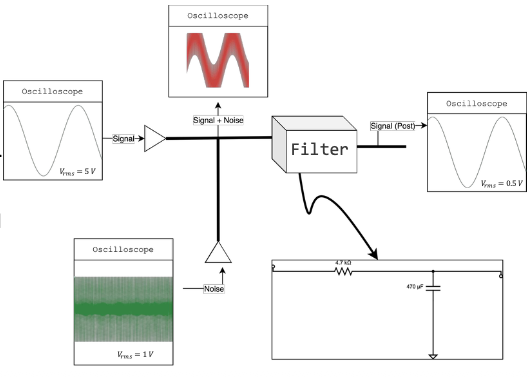 Oscilloscope
Signal + Noise
Oscilloscope
Vrms = 5 V
Signal
Filter
Signal (Post)
Oscilloscope
Vrms = 0.5 V
Oscilloscope
Vrms = 1 V
Noise
4.7 kΩ
470 µF